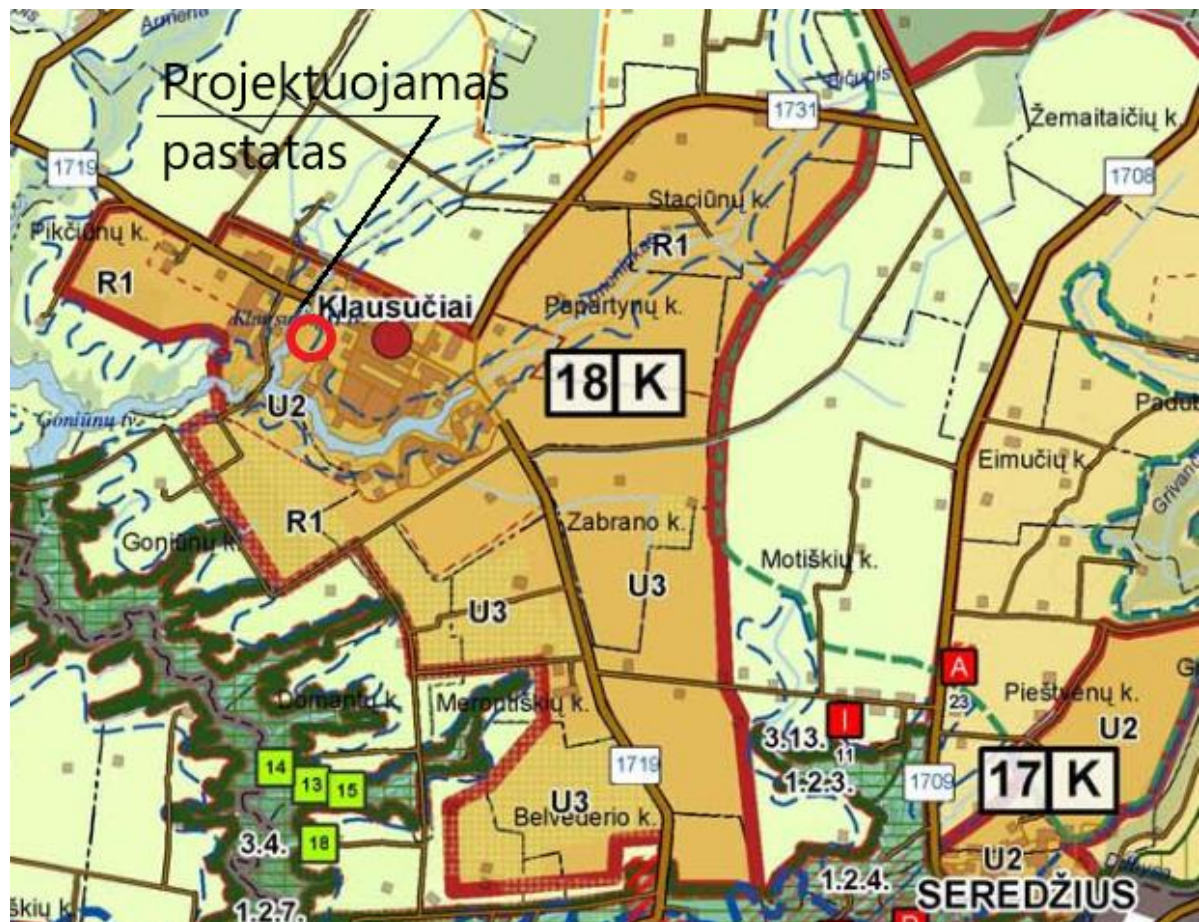 Armena
Projektuojamas
pastatas
1731
Žemaitaičių k.
1719
1708
Staciūnų k.
Pikčiūnų k.
R1
R1
Klausučiai
Papartynų k.
18 K
U2
Goniūnų tv.
Eimučių k.
R1
Zabrano k.
Goniūnų k.
Motiškių k.
U3
U3
A
23
Pieštvėnų k.
Domantų k.
Merontiškių k.
I
11
U2
3.13.
14
13
15
1719
1.2.3.
1709
17 K
U3
Belvederio k.
18
3.4.
U2
1.2.4.
SEREDŽIUS
1.2.7.